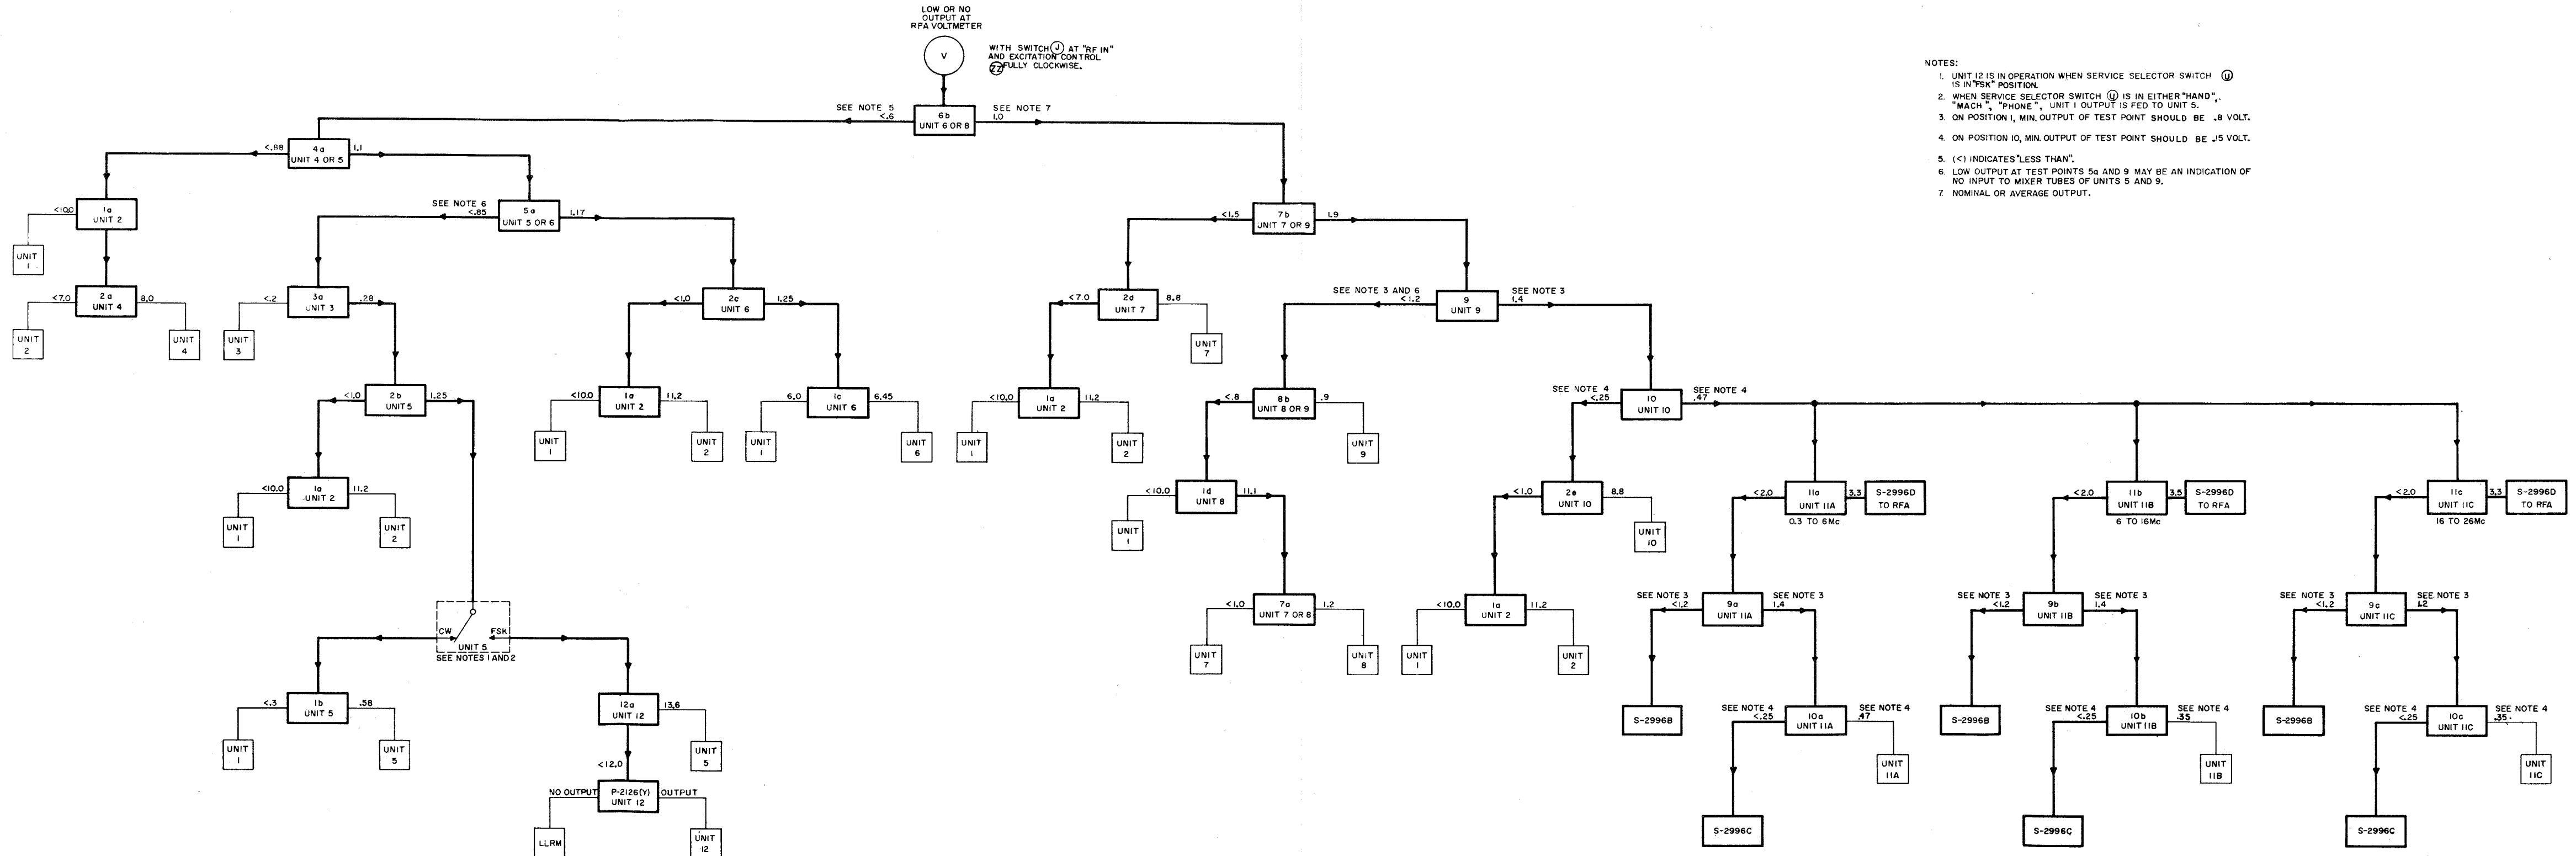 LOW OR NO
OUTPUT AT
RFA VOLTMETER
V
WITH SWITCH J AT "RF IN"
AND EXCITATION CONTROL
ZZ FULLY CLOCKWISE.
NOTES:
1. UNIT 12 IS IN OPERATION WHEN SERVICE SELECTOR SWITCH U
IS IN "FSK" POSITION.
2. WHEN SERVICE SELECTOR SWITCH U IS IN EITHER "HAND",
"MACH", "PHONE", UNIT 1 OUTPUT IS FED TO UNIT 5.
3. ON POSITION 1, MIN. OUTPUT OF TEST POINT SHOULD BE .8 VOLT.
4. ON POSITION 10, MIN. OUTPUT OF TEST POINT SHOULD BE .15 VOLT.
5. (<) INDICATES "LESS THAN".
6. LOW OUTPUT AT TEST POINTS 5a AND 9 MAY BE AN INDICATION OF
NO INPUT TO MIXER TUBES OF UNITS 5 AND 9.
7. NOMINAL OR AVERAGE OUTPUT.
SEE NOTE 5
<.6
6b
UNIT 6 OR 8
SEE NOTE 7
1.0
<.88
4a
UNIT 4 OR 5
1.1
<10.0
1a
UNIT 2
UNIT
1
<7.0
2a
UNIT 4
8.0
UNIT
2
UNIT
4
SEE NOTE 6
<.85
5a
UNIT 5 OR 6
1.17
<.2
3a
UNIT 3
.28
UNIT
3
<1.0
2b
UNIT 5
1.25
<10.0
1a
UNIT 2
11.2
UNIT
1
UNIT
2
CW
FSK
UNIT 5
SEE NOTES 1 AND 2
<.3
1b
UNIT 5
.58
UNIT
1
UNIT
5
12a
UNIT 12
13.6
UNIT
5
<12.0
NO OUTPUT
P-2126(Y)
UNIT 12
OUTPUT
LLRM
UNIT
12
<1.0
2c
UNIT 6
1.25
<10.0
1a
UNIT 2
11.2
UNIT
1
UNIT
2
6.0
1c
UNIT 6
6.45
UNIT
1
UNIT
6
<1.5
7b
UNIT 7 OR 9
1.9
<7.0
2d
UNIT 7
8.8
UNIT
7
<10.0
1a
UNIT 2
11.2
UNIT
1
UNIT
2
SEE NOTE 3 AND 6
<1.2
9
UNIT 9
SEE NOTE 3
1.4
<.8
8b
UNIT 8 OR 9
.9
UNIT
9
<10.0
1d
UNIT 8
11.1
UNIT
1
<1.0
7a
UNIT 7 OR 8
1.2
UNIT
7
UNIT
8
SEE NOTE 4
<.25
10
UNIT 10
SEE NOTE 4
.47
<1.0
2e
UNIT 10
8.8
UNIT
10
<10.0
1a
UNIT 2
11.2
UNIT
1
UNIT
2
<2.0
11a
UNIT 11A
3.3
S-2996D
TO RFA
0.3 TO 6Mc
SEE NOTE 3
<1.2
9a
UNIT 11A
SEE NOTE 3
1.4
S-2996B
SEE NOTE 4
<.25
10a
UNIT 11A
SEE NOTE 4
.47
UNIT
11A
S-2996C
<2.0
11b
UNIT 11B
3.5
S-2996D
TO RFA
6 TO 16Mc
SEE NOTE 3
<1.2
9b
UNIT 11B
SEE NOTE 3
1.4
S-2996B
SEE NOTE 4
<.25
10b
UNIT 11B
SEE NOTE 4
.35
UNIT
11B
S-2996C
<2.0
11c
UNIT 11C
3.3
S-2996D
TO RFA
16 TO 26Mc
SEE NOTE 3
<1.2
9c
UNIT 11C
SEE NOTE 3
1.2
S-2996B
SEE NOTE 4
<.25
10c
UNIT 11C
SEE NOTE 4
.35
UNIT
11C
S-2996C